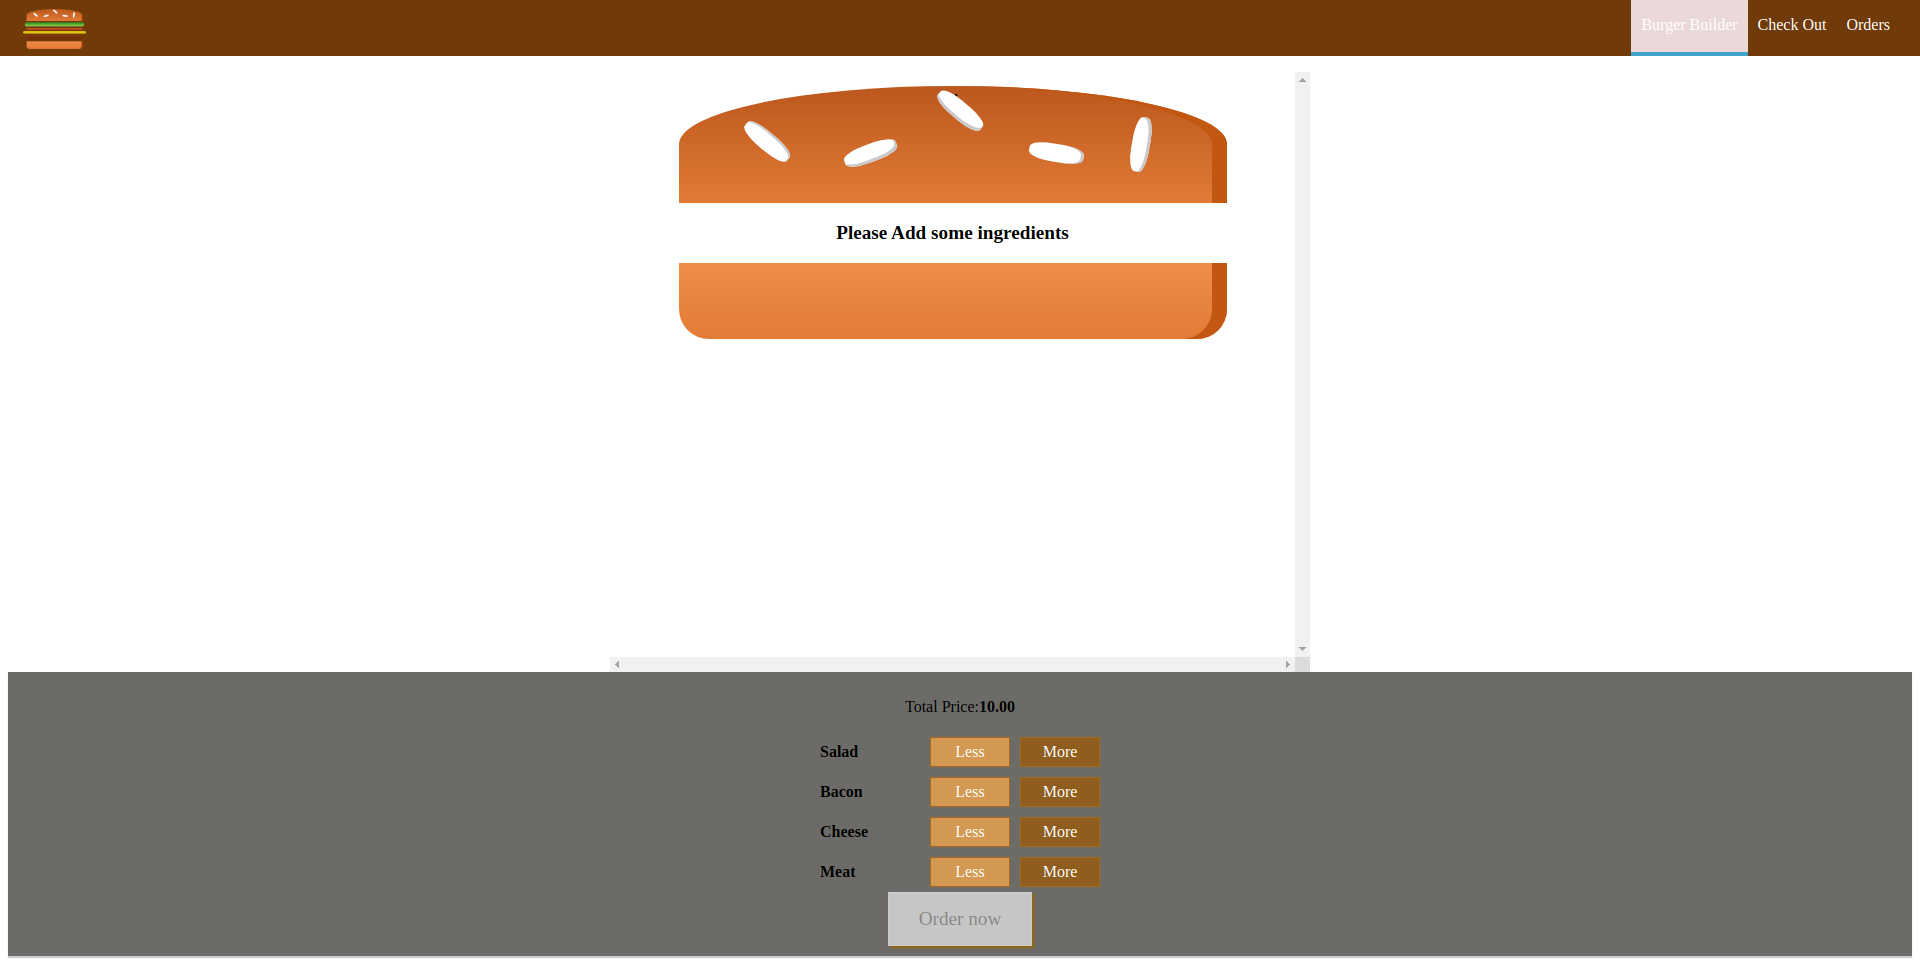 Burger Builder Check Out Orders
Please Add some ingredients
Total Price:10.00
Salad Less More
Bacon Less More
Cheese Less More
Meat Less More
Order now